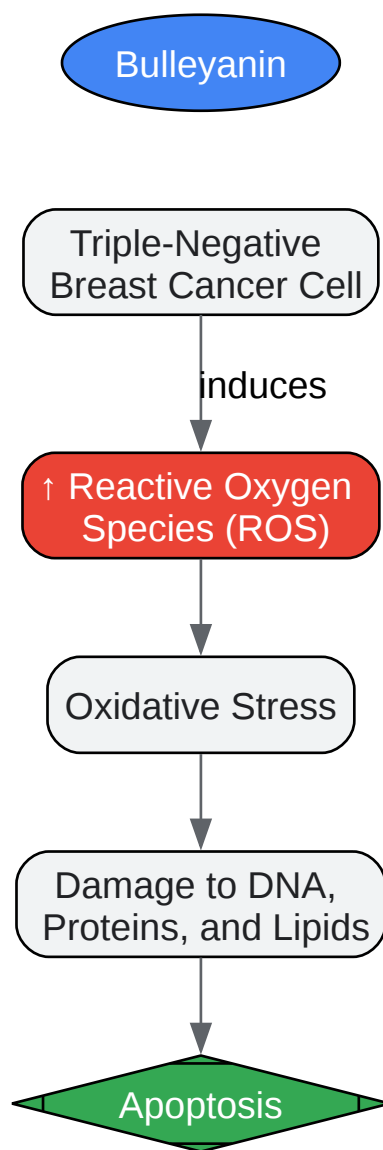 Bulleyanin
Triple-Negative
Breast Cancer Cell
induces
↑ Reactive Oxygen
Species (ROS)
Oxidative Stress
Damage to DNA,
Proteins, and Lipids
Apoptosis